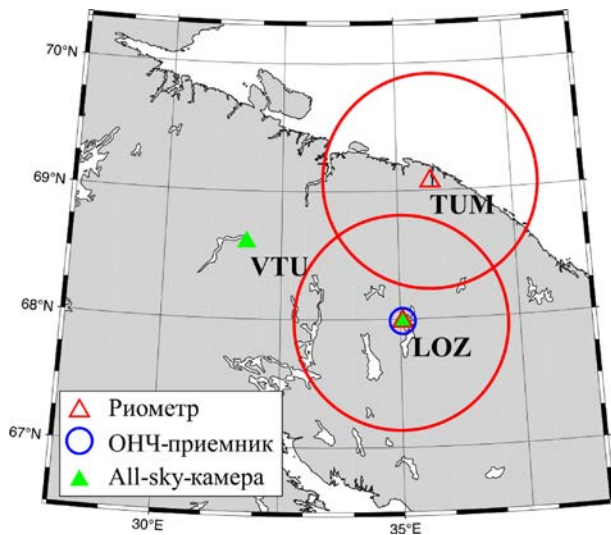 70°N
69°N
TUM
VTU
68°N
LOZ
Риометр
67°N
ОНЧ-приемник
All-sky-камера
30°E
35°E